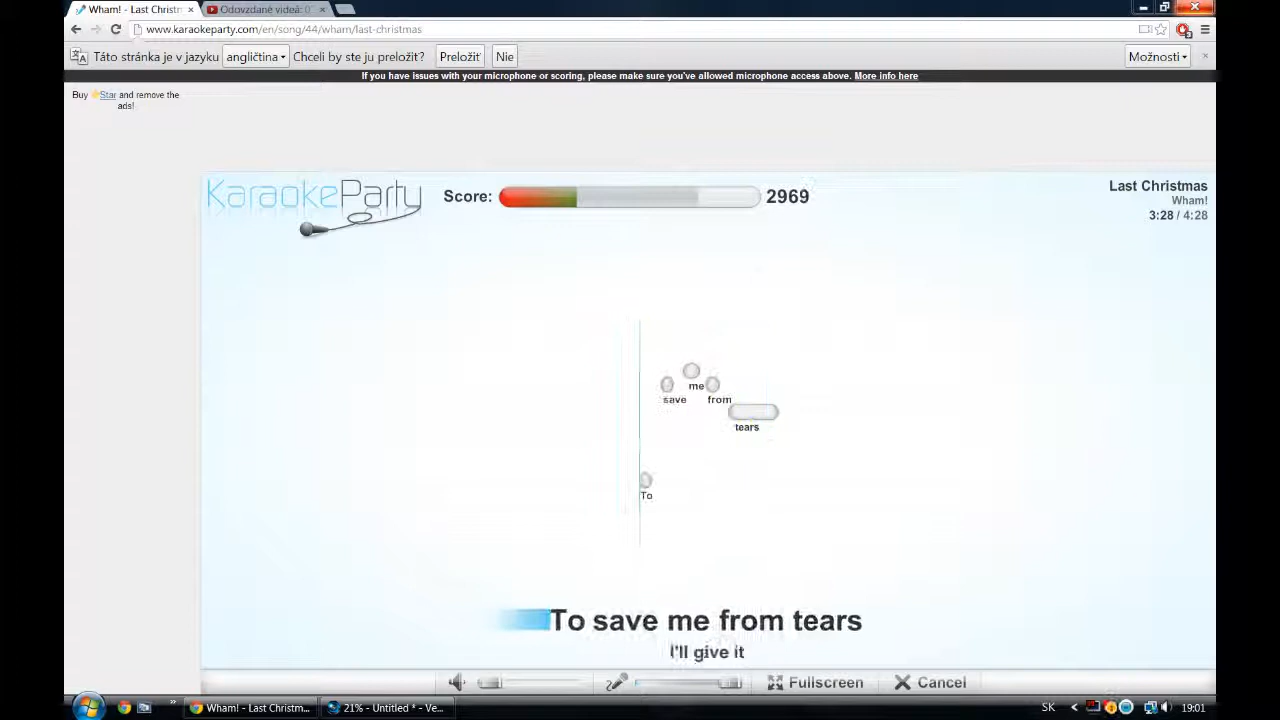 Wham! - Last Christm
Odovzdané videá: 0
www.karaokeparty.com/en/song/44/wham/last-christmas
Táto stránka je v jazyku angličtina Chceli by ste ju preložiť? Preložiť Nie Možnosti
If you have issues with your microphone or scoring, please make sure you've allowed microphone access above. More info here
Buy Star and remove the
ads!
KaraokeParty
Score: 2969
Last Christmas
Wham!
3:28 / 4:28
me
save from
tears
To
To save me from tears
I'll give it
Fullscreen Cancel
Wham! - Last Christm...
21% - Untitled * - Ve...
SK
19:01